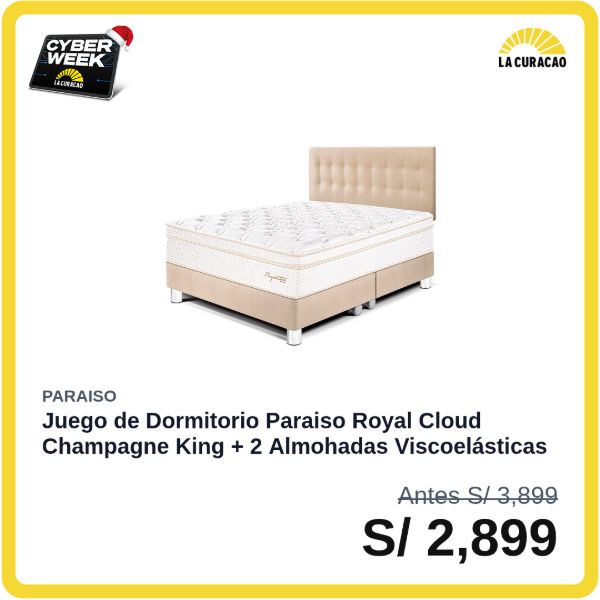 CYBER
WEEK
LA CURACAO
LA CURACAO
PARAISO
Juego de Dormitorio Paraiso Royal Cloud
Champagne King + 2 Almohadas Viscoelásticas
Antes S/ 3,899
S/ 2,899